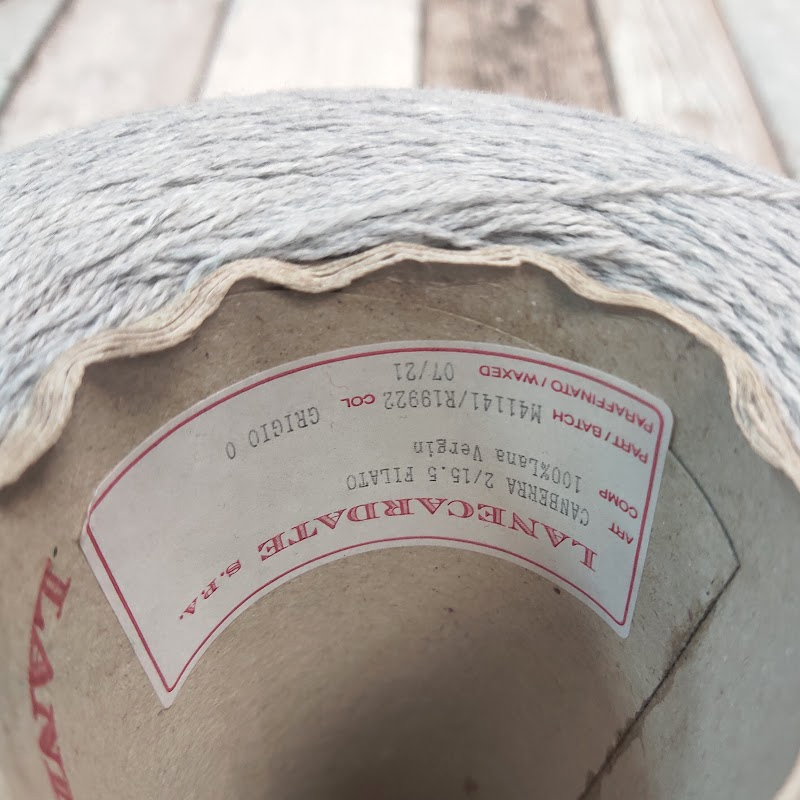 LANECARDATE S.P.A.
ART CANBERRA 2/15.5 FILATO
COMP 100%Lana Vergin
PART / BATCH M41141/R19922 COL GRIGIO 0
PARAFFINATO / WAXED 07/21
LANE